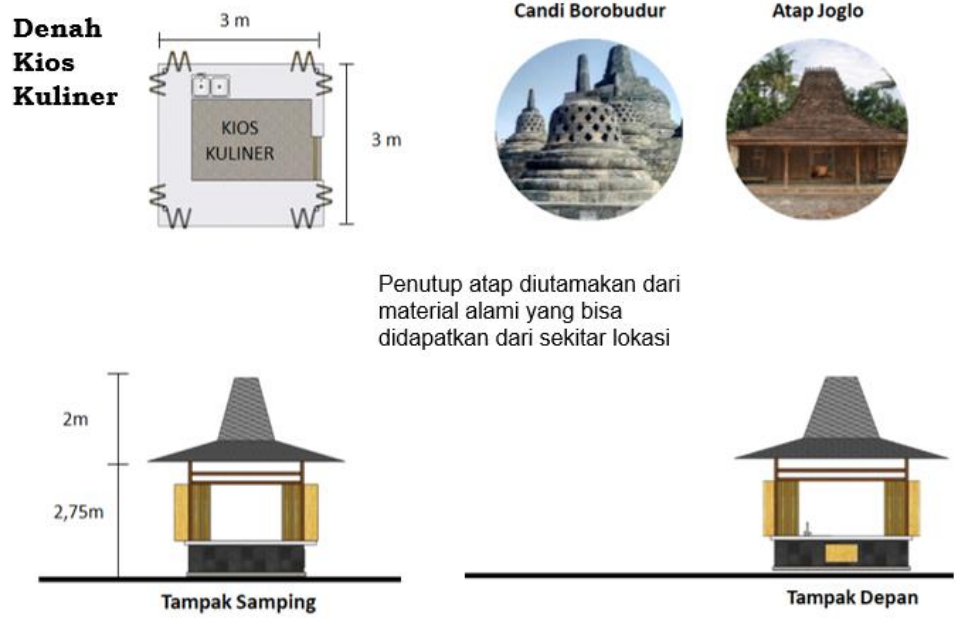 Denah
Kios
Kuliner
3 m
3 m
KIOS
KULINER
Candi Borobudur
Atap Joglo
Penutup atap diutamakan dari
material alami yang bisa
didapatkan dari sekitar lokasi
2m
2,75m
Tampak Samping
Tampak Depan